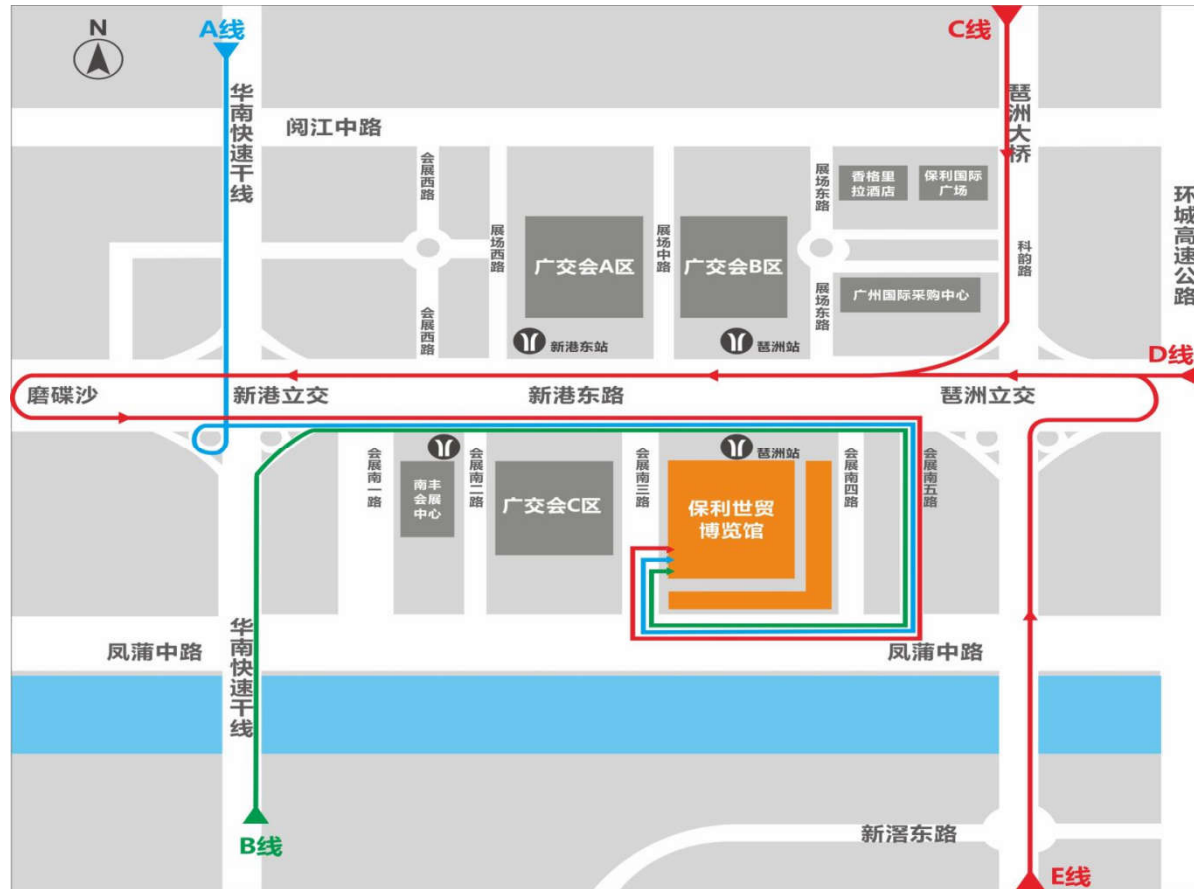 N
A线
C线
华南快速干线
琶洲大桥
阅江中路
会展西路
展场东路
香格里
拉酒店
保利国际
广场
环城高速公路
展场西路
广交会A区
展场中路
广交会B区
科韵路
会展西路
展场东路
广州国际采购中心
新港东站
琶洲站
D线
磨碟沙
新港立交
新港东路
琶洲立交
会展南一路
南丰
会展
中心
会展南二路
广交会C区
会展南三路
琶洲站
保利世贸
博览馆
会展南四路
会展南五路
凤蒲中路
华南快速干线
凤蒲中路
B线
新滘东路
E线